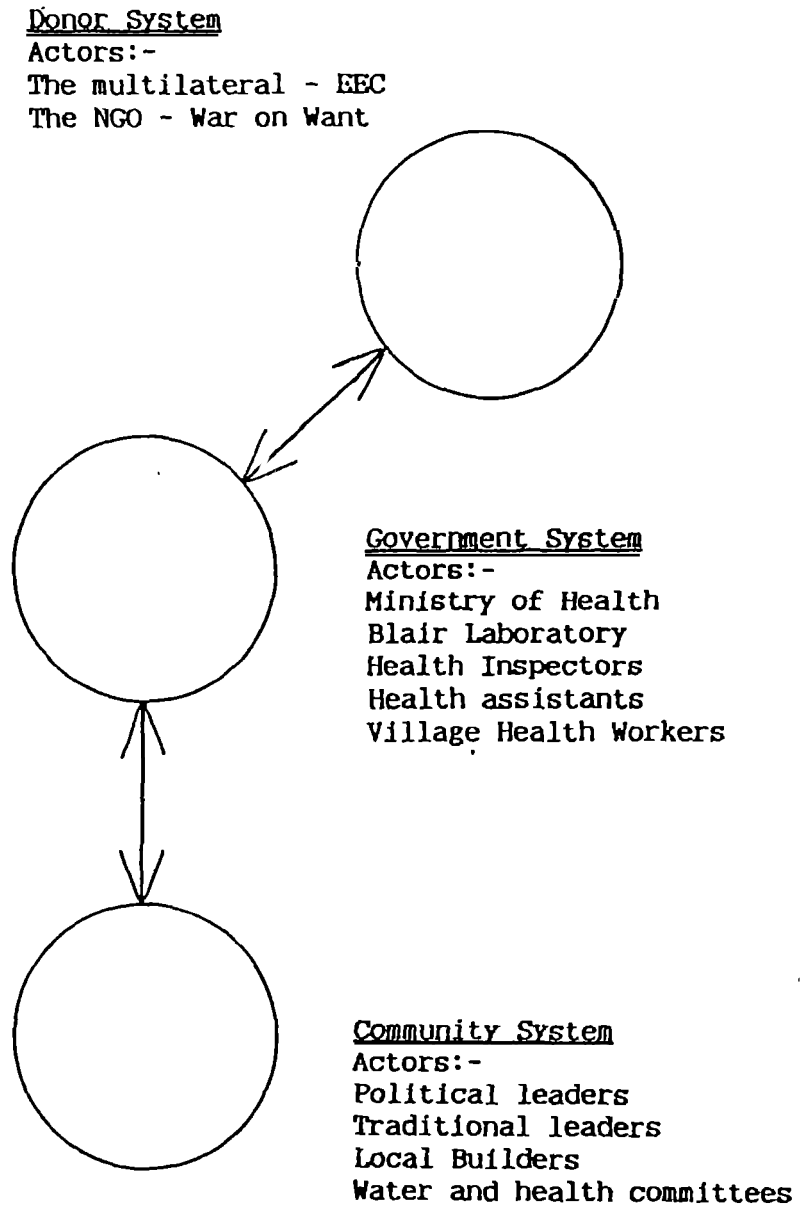 Donor System
Actors:-
The multilateral - EEC
The NGO - War on Want
Government System
Actors:-
Ministry of Health
Blair Laboratory
Health Inspectors
Health assistants
Village Health Workers
Community System
Actors:-
Political leaders
Traditional leaders
Local Builders
Water and health committees